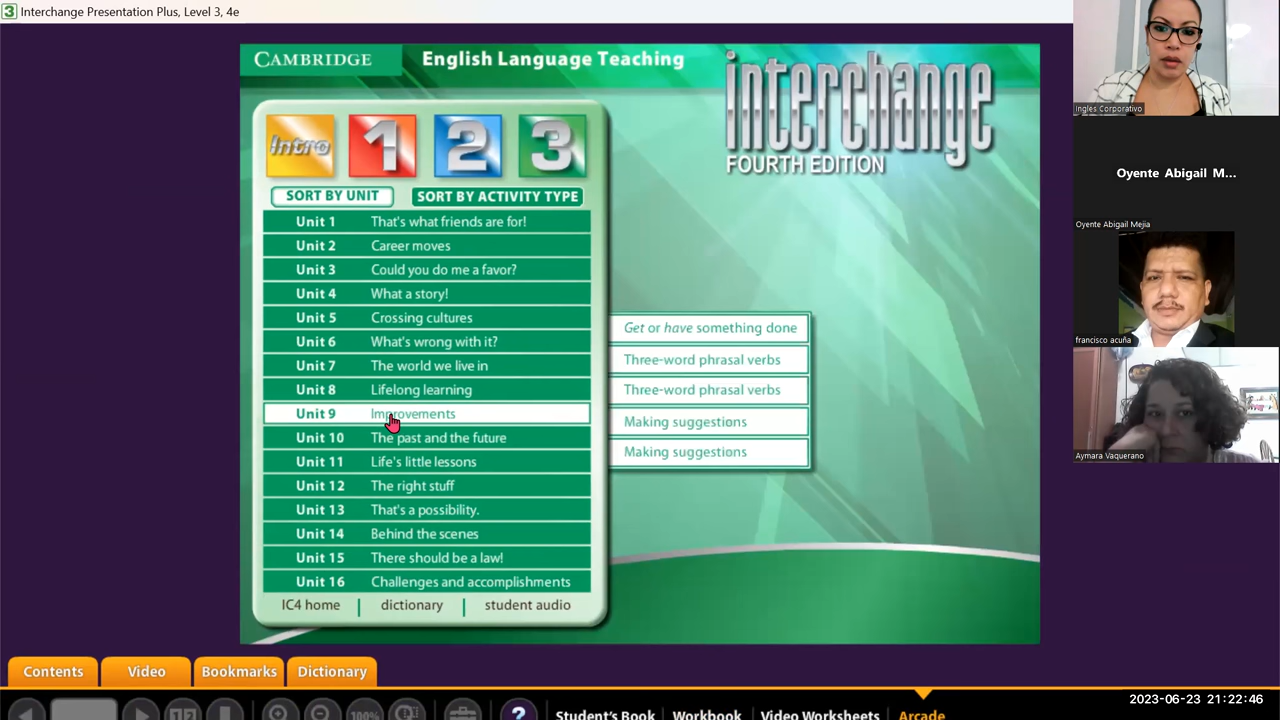 Interchange Presentation Plus, Level 3, 4e
CAMBRIDGE
English Language Teaching
interchange
FOURTH EDITION
Intro 1 2 3
SORT BY UNIT SORT BY ACTIVITY TYPE
Unit 1 That's what friends are for!
Unit 2 Career moves
Unit 3 Could you do me a favor?
Unit 4 What a story!
Unit 5 Crossing cultures
Unit 6 What's wrong with it?
Unit 7 The world we live in
Unit 8 Lifelong learning
Unit 9 Improvements
Unit 10 The past and the future
Unit 11 Life's little lessons
Unit 12 The right stuff
Unit 13 That's a possibility.
Unit 14 Behind the scenes
Unit 15 There should be a law!
Unit 16 Challenges and accomplishments
IC4 home dictionary student audio
Get or have something done
Three-word phrasal verbs
Three-word phrasal verbs
Making suggestions
Making suggestions
Ingles Corporativo
Oyente Abigail M...
Oyente Abigail Mejia
francisco acuña
Aymara Vaquerano
Contents Video Bookmarks Dictionary
100%
?
Student's Book Workbook Video Worksheets Arcade
2023-06-23 21:22:46